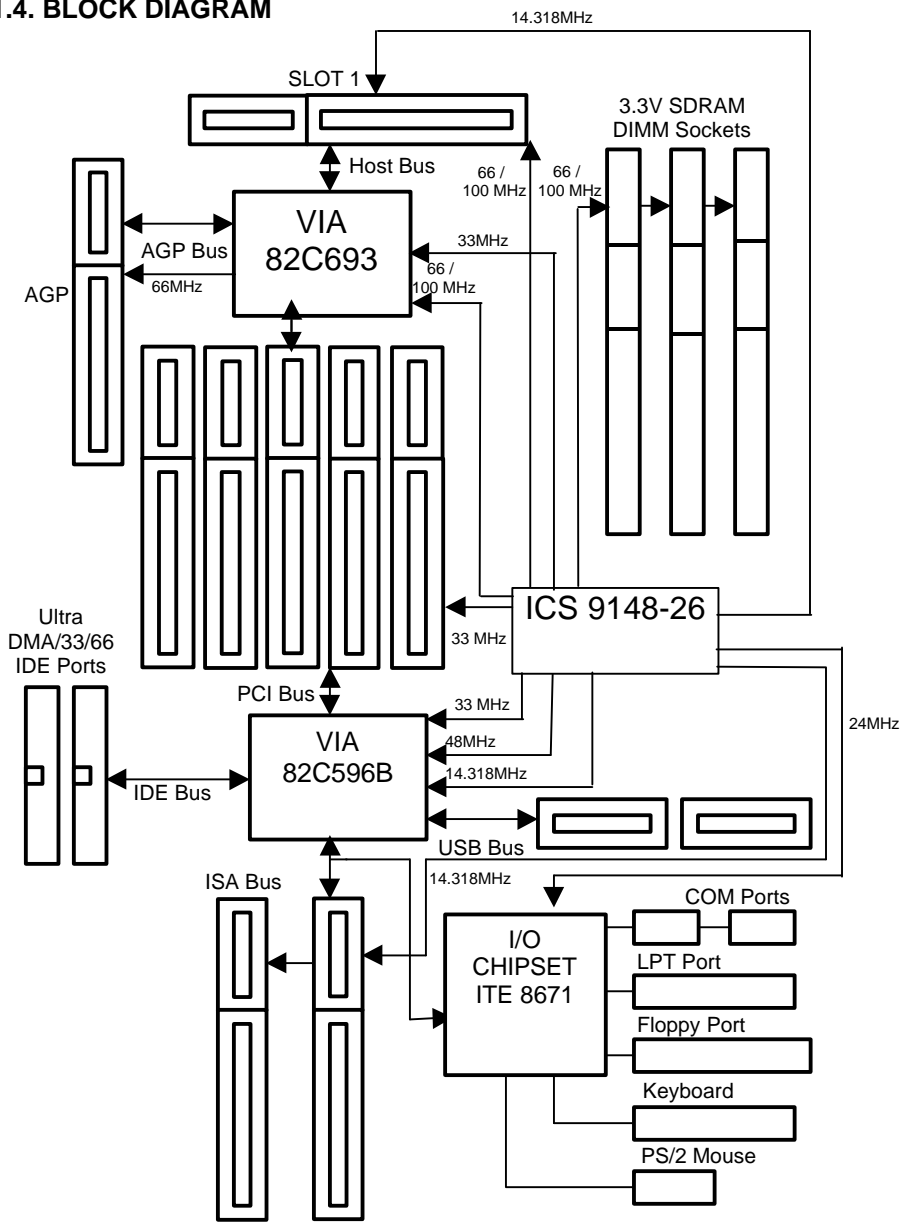 1.4. BLOCK DIAGRAM
14.318MHz
SLOT 1
3.3V SDRAM
DIMM Sockets
Host Bus
66 /
100 MHz
66 /
100 MHz
VIA
82C693
33MHz
AGP Bus
66MHz
66 /
100 MHz
AGP
ICS 9148-26
Ultra
DMA/33/66
IDE Ports
33 MHz
PCI Bus
33 MHz
24MHz
VIA
82C596B
48MHz
14.318MHz
IDE Bus
USB Bus
14.318MHz
ISA Bus
COM Ports
I/O
CHIPSET
ITE 8671
LPT Port
Floppy Port
Keyboard
PS/2 Mouse